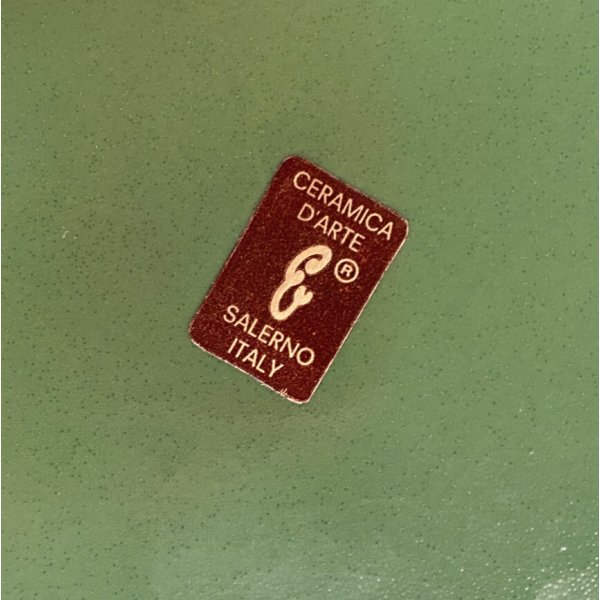 CERAMICA
D'ARTE
E ®
SALERNO
ITALY